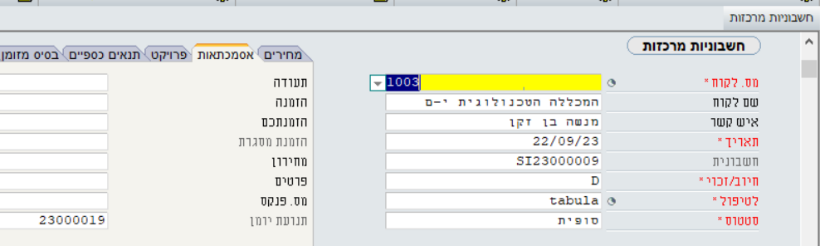 חשבוניות מרכזות
חשבוניות מרכזות
מס. לקוח* 1003
שם לקוח המכללה הטכנולוגית י-ם
איש קשר מנשה בן זקן
תאריך* 22/09/23
חשבונית SI23000009
חיוב/זכוי* D
לטיפול* tabula
סטטוס* סופית
מחירים אסמכתאות פרויקט תנאים כספיים בסיס מזומן
תעודה
הזמנה
הזמנתכם
הזמנת מסגרת
מחירון
פרטים
מס. פנקס
תנועת יומן 23000019